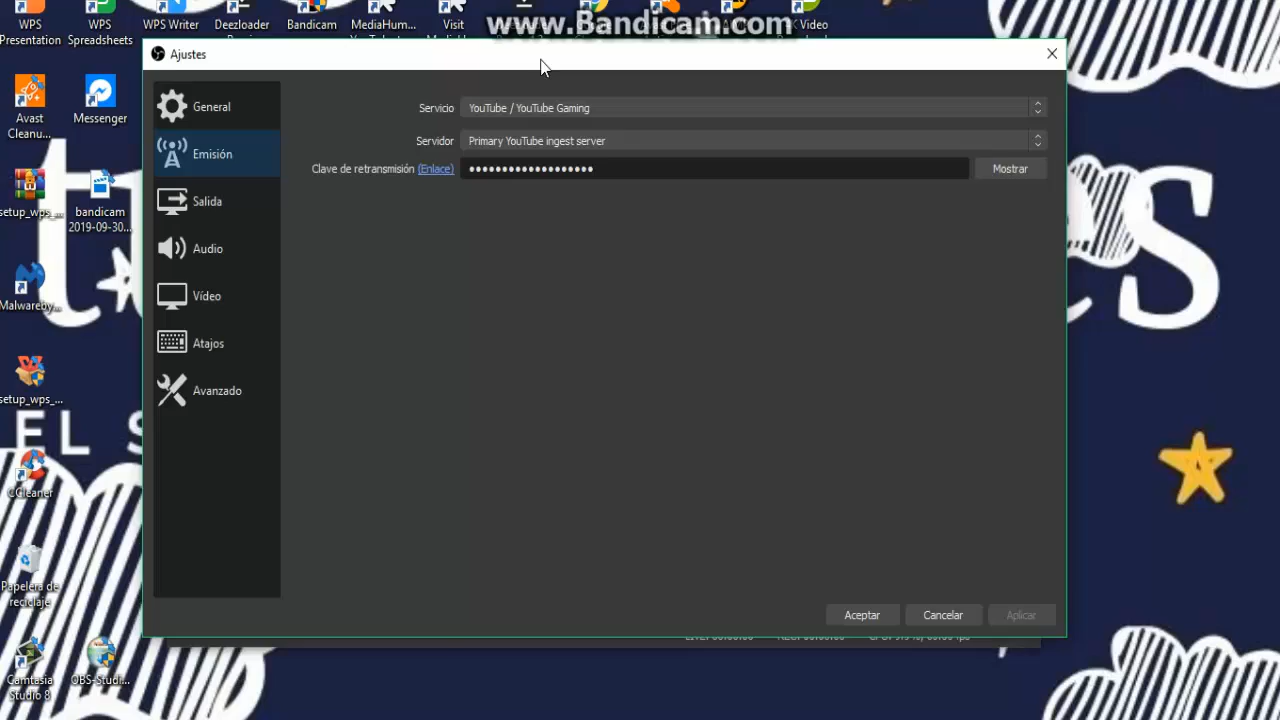 WPS
Presentation
WPS
Spreadsheets
WPS Writer
Deezloader
Bandicam
MediaHum...
Visit
Video
www.Bandicam.com
Ajustes
Avast
Cleanu...
Messenger
setup_wps_...
bandicam
2019-09-30...
Malwareby...
setup_wps_...
EL S
CCleaner
Papelera de
reciclaje
Camtasia
Studio 8
OBS-Studi...
General
Emisión
Salida
Audio
Vídeo
Atajos
Avanzado
Servicio
YouTube / YouTube Gaming
Servidor
Primary YouTube ingest server
Clave de retransmisión (Enlace)
●●●●●●●●●●●●●●●●●●●
Mostrar
Aceptar
Cancelar
Aplicar